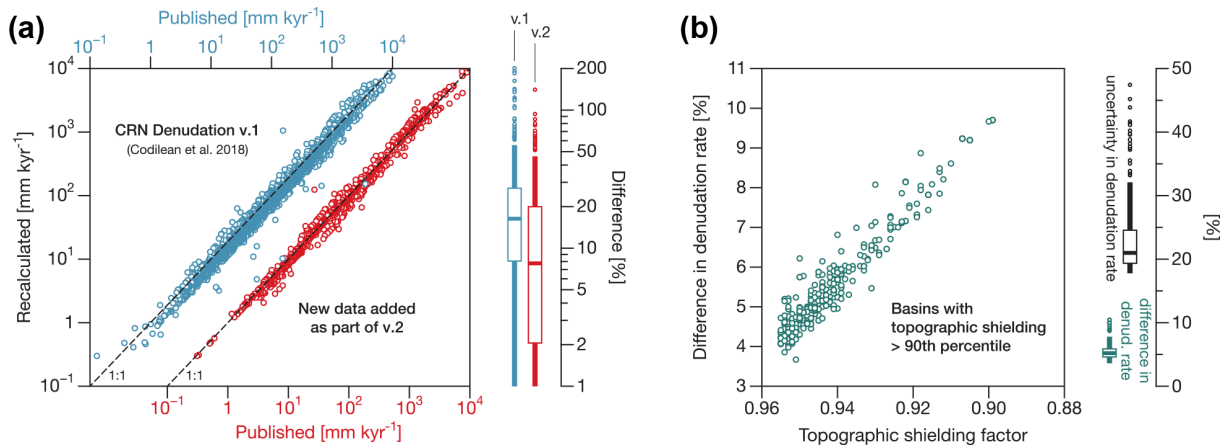 (a)
Published [mm kyr⁻¹]
10⁻¹ 1 10¹ 10² 10³ 10⁴
Recalculated [mm kyr⁻¹]
10⁴
10³
10²
10¹
1
10⁻¹
CRN Denudation v.1
(Codilean et al. 2018)
New data added
as part of v.2
1:1
1:1
10⁻¹ 1 10¹ 10² 10³ 10⁴
Published [mm kyr⁻¹]
v.1
v.2
200
100
50
20
10
5
2
1
Difference [%]
(b)
Difference in denudation rate [%]
11
10
9
8
7
6
5
4
3
Basins with
topographic shielding
> 90th percentile
0.96 0.94 0.92 0.90 0.88
Topographic shielding factor
uncertainty in
denudation rate
difference in
denud. rate
50
40
30
20
10
0
[%]